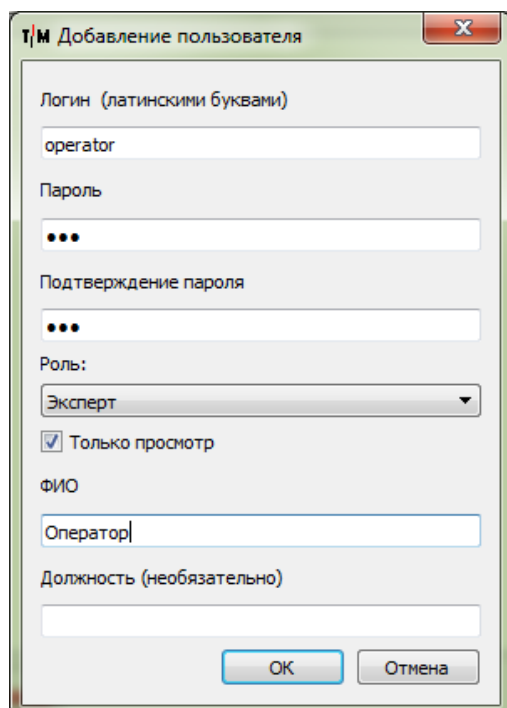 TIM Добавление пользователя
Логин (латинскими буквами)
operator
Пароль
•••
Подтверждение пароля
•••
Роль:
Эксперт
Только просмотр
ФИО
Оператор
Должность (необязательно)
OK Отмена